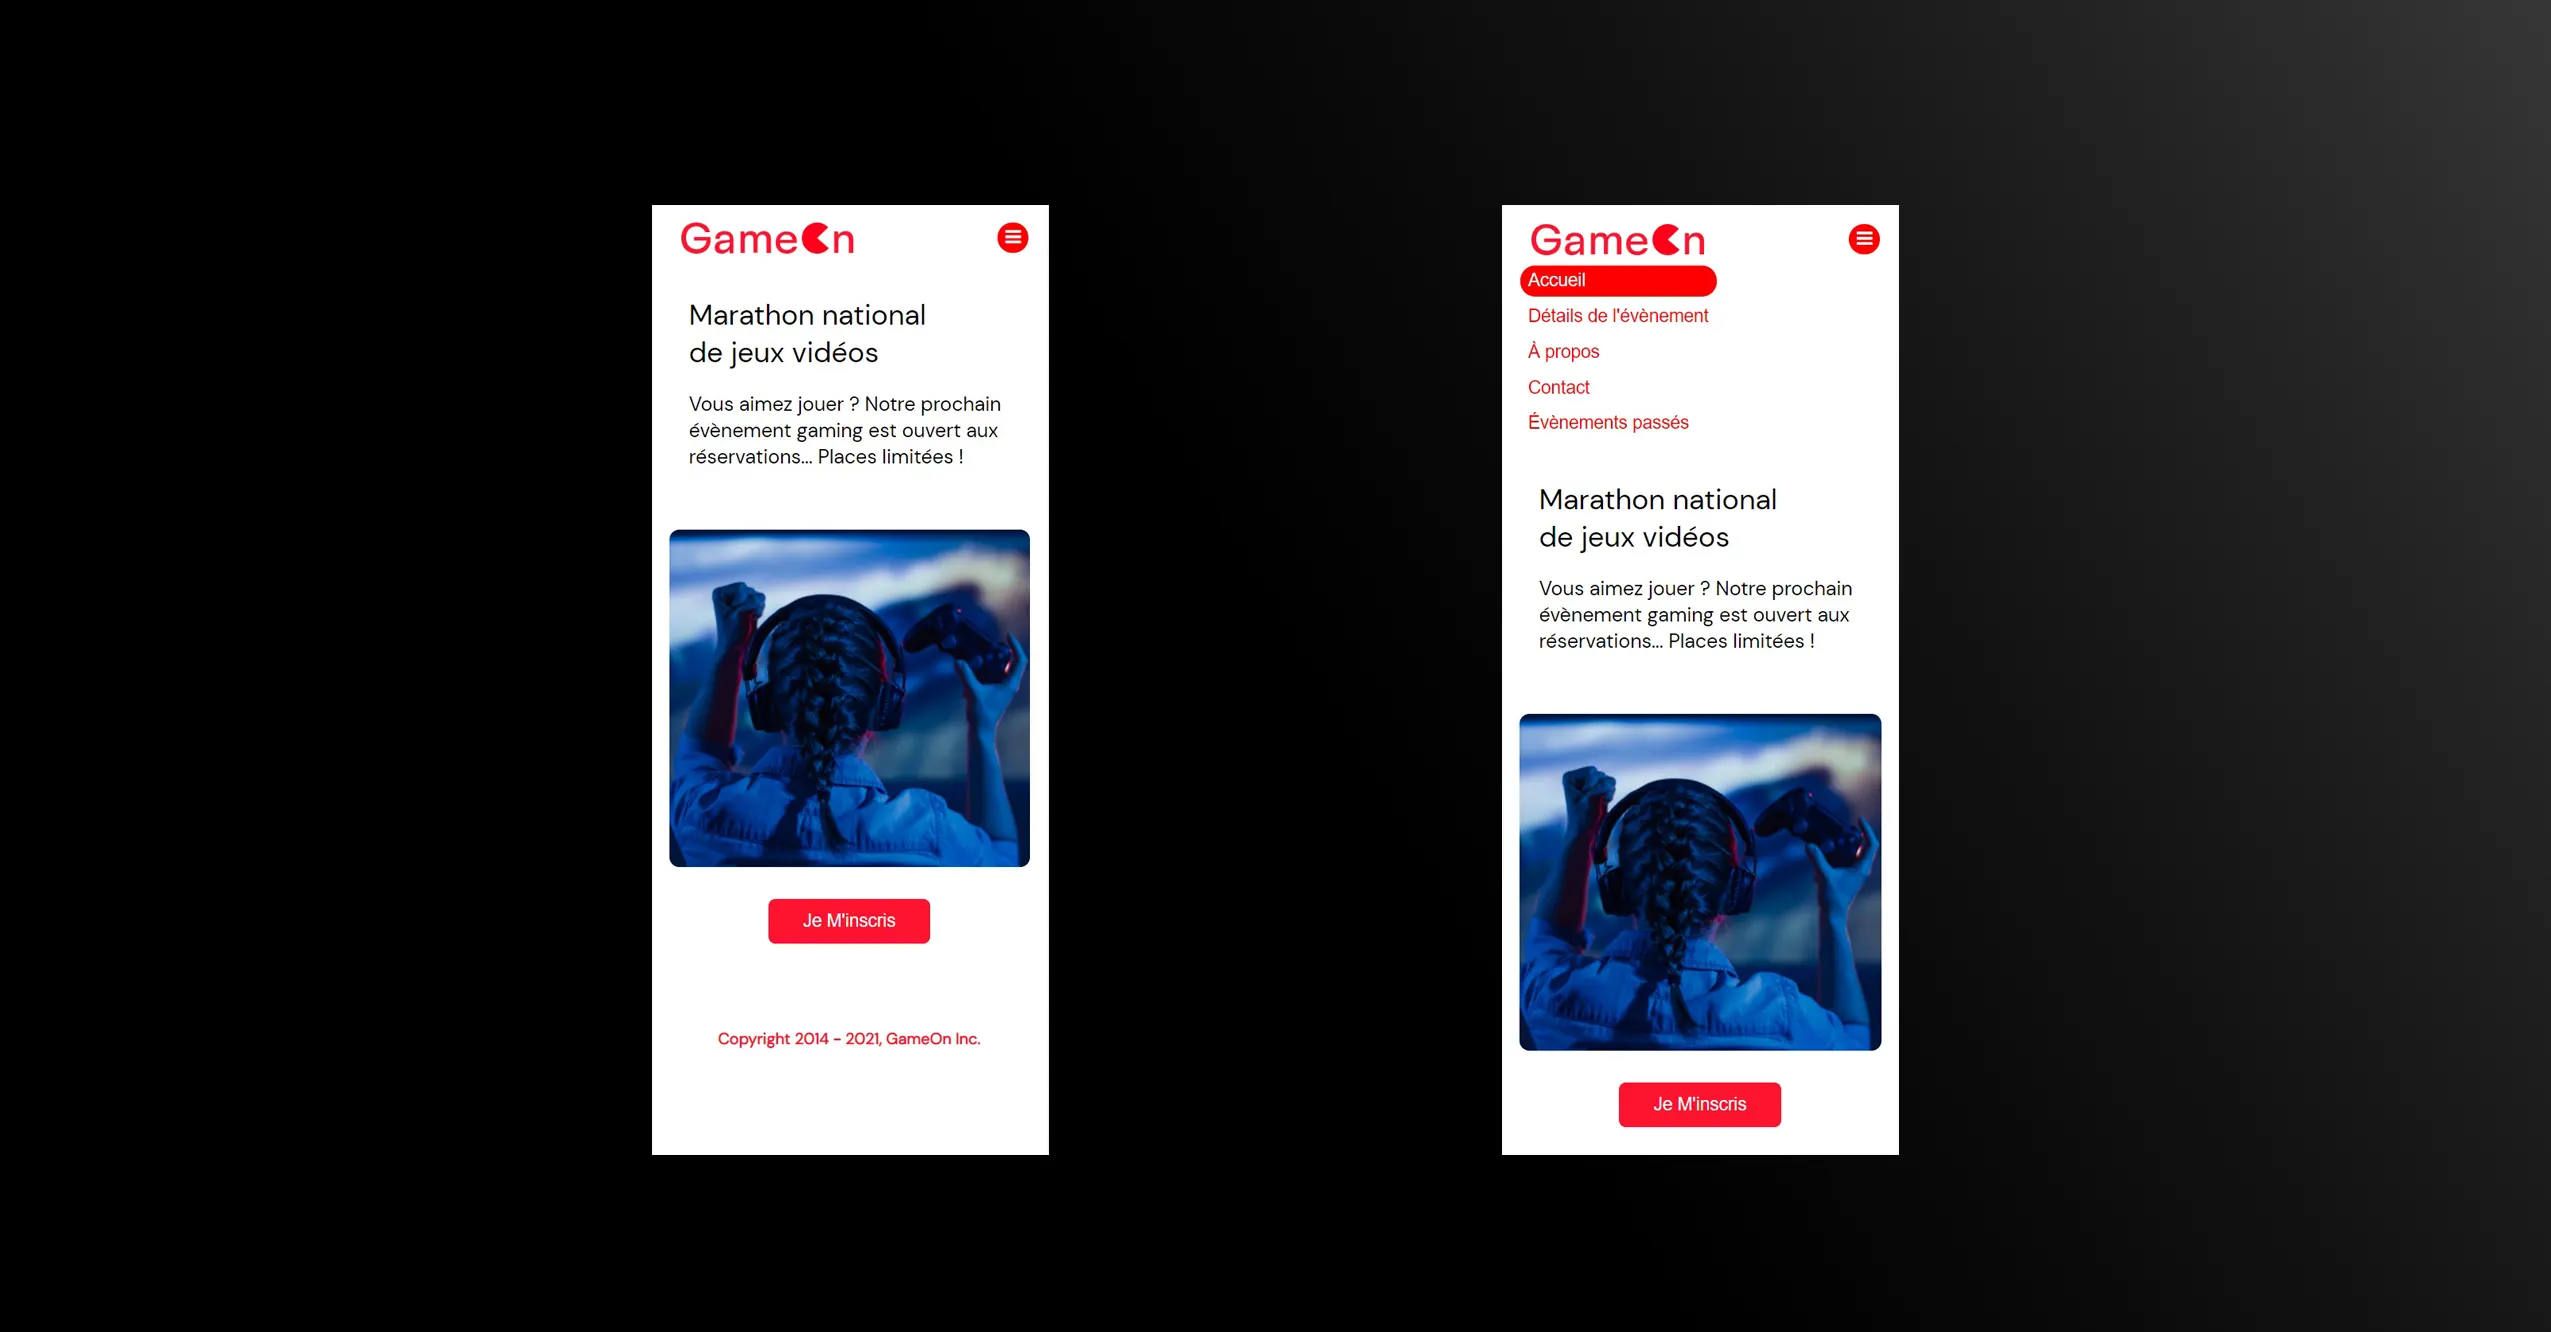 GameOn
Marathon national
de jeux vidéos
Vous aimez jouer ? Notre prochain
évènement gaming est ouvert aux
réservations... Places limitées !
Je M'inscris
Copyright 2014 - 2021, GameOn Inc.
GameOn
Accueil
Détails de l'évènement
À propos
Contact
Évènements passés
Marathon national
de jeux vidéos
Vous aimez jouer ? Notre prochain
évènement gaming est ouvert aux
réservations... Places limitées !
Je M'inscris